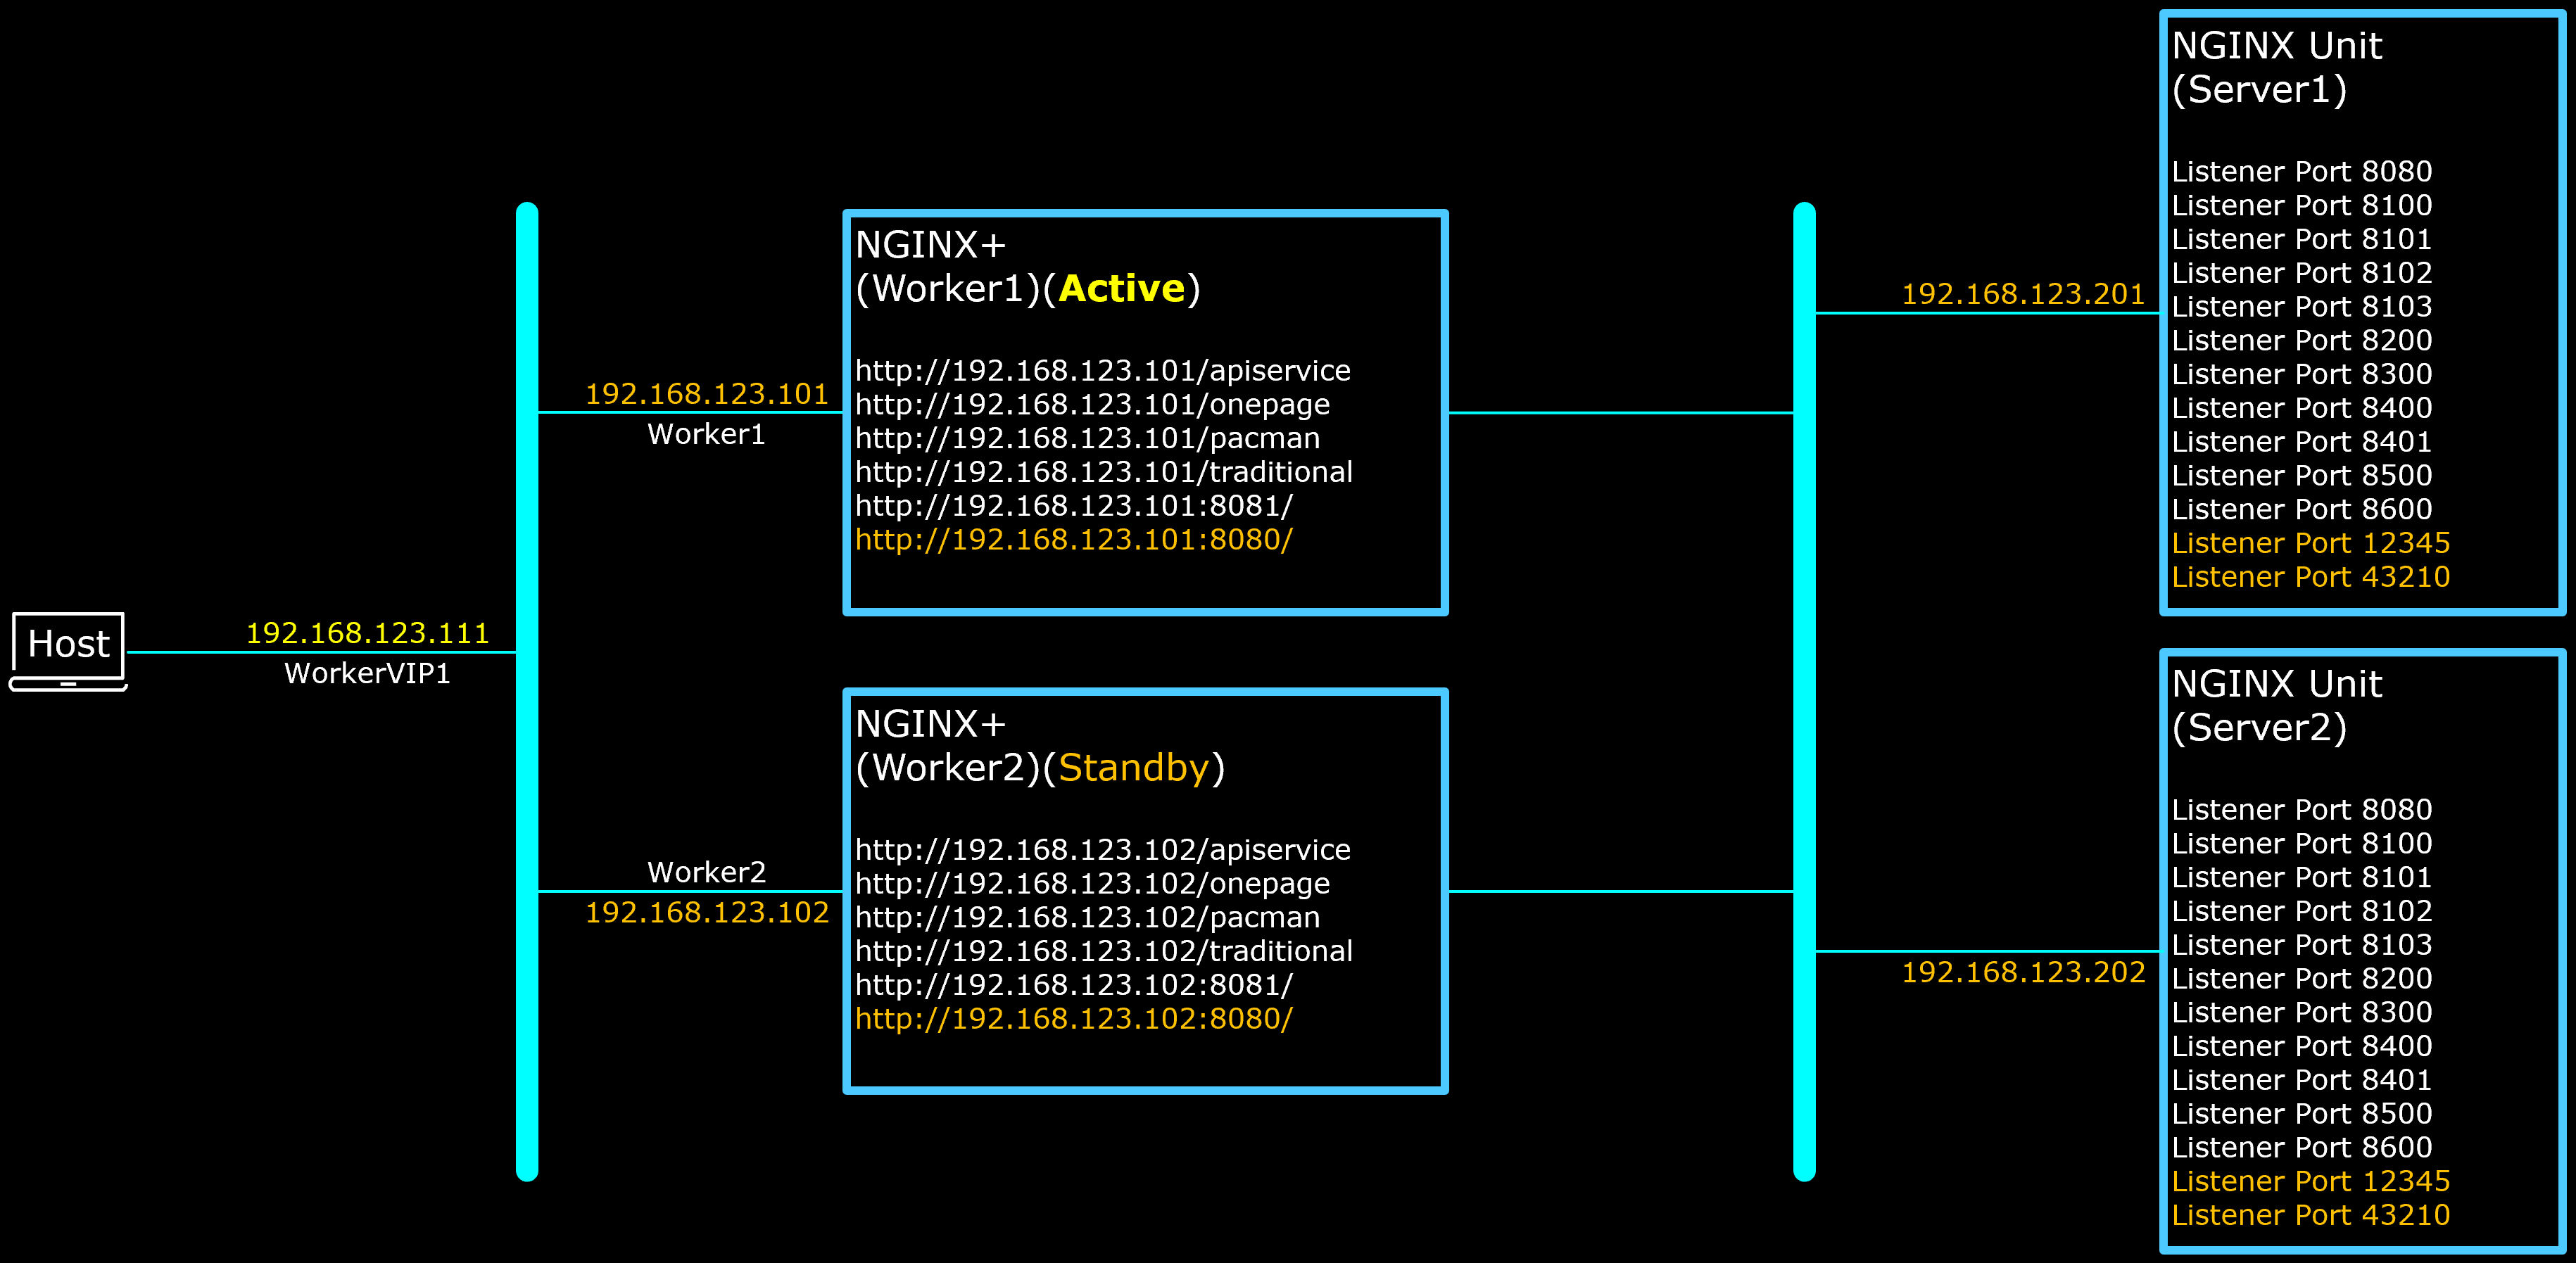 Host
192.168.123.111
WorkerVIP1
192.168.123.101
Worker1
Worker2
192.168.123.102
NGINX+
(Worker1)(Active)
http://192.168.123.101/apiservice
http://192.168.123.101/onepage
http://192.168.123.101/pacman
http://192.168.123.101/traditional
http://192.168.123.101:8081/
http://192.168.123.101:8080/
NGINX+
(Worker2)(Standby)
http://192.168.123.102/apiservice
http://192.168.123.102/onepage
http://192.168.123.102/pacman
http://192.168.123.102/traditional
http://192.168.123.102:8081/
http://192.168.123.102:8080/
192.168.123.201
192.168.123.202
NGINX Unit
(Server1)
Listener Port 8080
Listener Port 8100
Listener Port 8101
Listener Port 8102
Listener Port 8103
Listener Port 8200
Listener Port 8300
Listener Port 8400
Listener Port 8401
Listener Port 8500
Listener Port 8600
Listener Port 12345
Listener Port 43210
NGINX Unit
(Server2)
Listener Port 8080
Listener Port 8100
Listener Port 8101
Listener Port 8102
Listener Port 8103
Listener Port 8200
Listener Port 8300
Listener Port 8400
Listener Port 8401
Listener Port 8500
Listener Port 8600
Listener Port 12345
Listener Port 43210